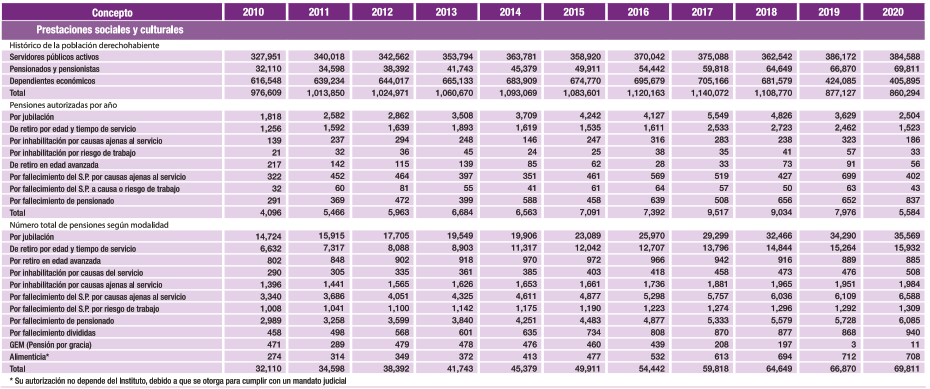 Concepto 2010 2011 2012 2013 2014 2015 2016 2017 2018 2019 2020
Prestaciones sociales y culturales
Histórico de la población derechohabiente
Servidores públicos activos 327,951 340,018 342,562 353,794 363,781 358,920 370,042 375,088 342,542 386,172 384,588
Pensionados y pensionistas 32,110 34,598 38,392 41,743 45,379 49,911 54,442 59,818 64,649 66,870 69,811
Dependientes económicos 616,548 639,234 644,017 665,133 683,909 674,770 695,679 705,166 681,579 424,085 405,895
Total 976,609 1,013,850 1,024,971 1,060,670 1,093,069 1,083,601 1,120,163 1,140,072 1,108,770 877,127 860,294
Pensiones autorizadas por año
Por jubilación 1,818 2,582 2,862 3,508 3,709 4,242 4,127 5,549 4,826 3,629 2,504
De retiro por edad y tiempo de servicio 1,256 1,592 1,639 1,893 1,619 1,535 1,611 2,533 2,723 2,462 1,523
Por inhabilitación por causas ajenas al servicio 139 237 294 248 146 247 316 283 238 323 186
Por inhabilitación por riesgo de trabajo 21 32 36 45 24 25 38 35 41 57 33
De retiro en edad avanzada 217 142 115 139 85 62 28 33 73 91 56
Por fallecimiento del S.P. por causas ajenas al servicio 322 452 464 397 351 461 569 519 427 699 402
Por fallecimiento del S.P. a causa o riesgo de trabajo 32 60 81 55 41 61 64 57 50 63 43
Por fallecimiento de pensionado 291 369 472 399 588 458 639 508 656 652 837
Total 4,096 5,466 5,963 6,684 6,563 7,091 7,392 9,517 9,034 7,976 5,584
Número total de pensiones según modalidad
Por jubilación 14,724 15,915 17,705 19,549 19,906 23,089 25,970 29,299 32,466 34,290 35,569
De retiro por edad y tiempo de servicio 6,632 7,317 8,088 8,903 11,317 12,042 12,707 13,796 14,844 15,264 15,932
Por retiro en edad avanzada 802 848 902 918 970 972 966 942 916 889 885
Por inhabilitación por causas del servicio 290 305 335 361 385 403 418 458 473 476 508
Por inhabilitación por causas ajenas al servicio 1,396 1,441 1,565 1,626 1,653 1,661 1,736 1,881 1,965 1,951 1,984
Por fallecimiento del S.P. por causas ajenas al servicio 3,340 3,686 4,051 4,325 4,611 4,877 5,298 5,757 6,036 6,109 6,588
Por fallecimiento del S.P. por riesgo de trabajo 1,008 1,041 1,100 1,142 1,175 1,190 1,223 1,274 1,296 1,292 1,309
Por fallecimiento de pensionado 2,989 3,258 3,599 3,840 4,251 4,483 4,877 5,333 5,579 5,728 6,085
Por fallecimiento divididas 458 498 568 601 635 734 808 870 877 868 940
GEM (Pensión por gracia) 471 289 479 478 476 460 439 208 197 3 11
Alimenticia* 274 314 349 372 413 477 532 613 694 712 708
Total 32,110 34,598 38,392 41,743 45,379 49,911 54,442 59,818 64,649 66,870 69,811
* Su autorización no depende del Instituto, debido a que se otorga para cumplir con un mandato judicial